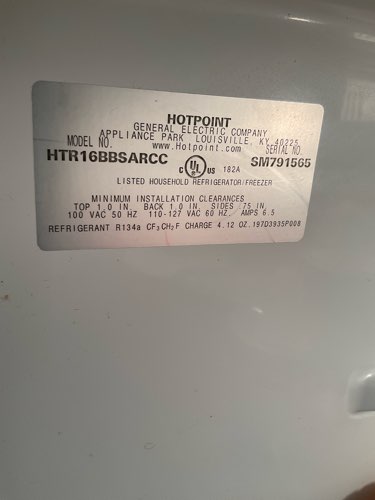 HOTPOINT
GENERAL ELECTRIC COMPANY
APPLIANCE PARK LOUISVILLE, KY 40225
MODEL NO. www.Hotpoint.com SERIAL NO.
HTR16BBSARCC C UL US 182A SM791565
LISTED HOUSEHOLD REFRIGERATOR/FREEZER
MINIMUM INSTALLATION CLEARANCES
TOP 1.0 IN. BACK 1.0 IN. SIDES .75 IN.
100 VAC 50 HZ 110-127 VAC 60 HZ. AMPS 6.5
REFRIGERANT R134a CF3CH2F CHARGE 4.12 OZ. 197D3935P008